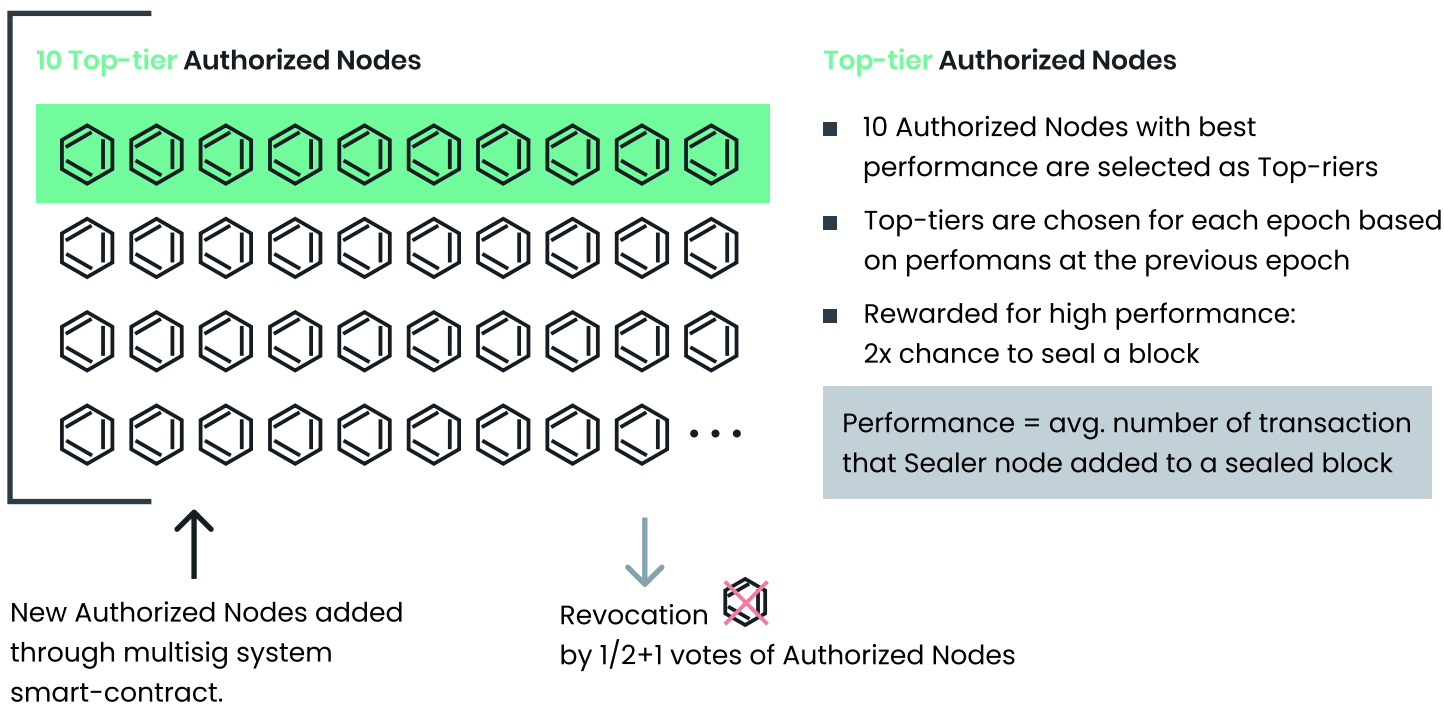 10 Top-tier Authorized Nodes
New Authorized Nodes added
through multisig system
smart-contract.
Revocation
by 1/2+1 votes of Authorized Nodes
Top-tier Authorized Nodes
10 Authorized Nodes with best
performance are selected as Top-riers
Top-tiers are chosen for each epoch based
on perfomans at the previous epoch
Rewarded for high performance:
2x chance to seal a block
Performance = avg. number of transaction
that Sealer node added to a sealed block